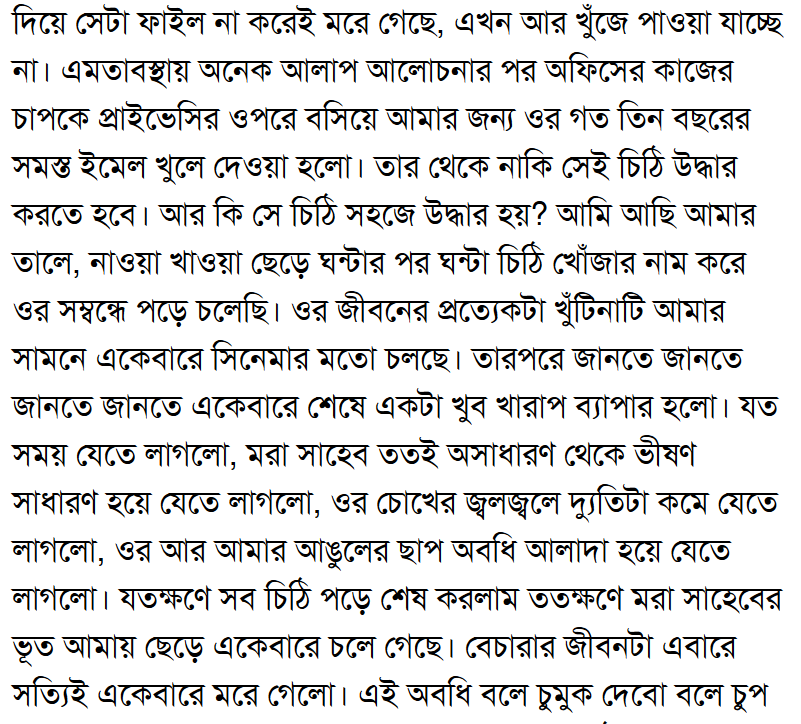 দিয়ে সেটা ফাইল না করেই মরে গেছে, এখন আর খুঁজে পাওয়া যাচ্ছে
না। এমতাবস্থায় অনেক আলাপ আলোচনার পর অফিসের কাজের
চাপকে প্রাইভেসির ওপরে বসিয়ে আমার জন্য ওর গত তিন বছরের
সমস্ত ইমেল খুলে দেওয়া হলো। তার থেকে নাকি সেই চিঠি উদ্ধার
করতে হবে। আর কি সে চিঠি সহজে উদ্ধার হয়? আমি আছি আমার
তালে, নাওয়া খাওয়া ছেড়ে ঘন্টার পর ঘন্টা চিঠি খোঁজার নাম করে
ওর সম্বন্ধে পড়ে চলেছি। ওর জীবনের প্রত্যেকটা খুঁটিনাটি আমার
সামনে একেবারে সিনেমার মতো চলছে। তারপরে জানতে জানতে
জানতে জানতে একেবারে শেষে একটা খুব খারাপ ব্যাপার হলো। যত
সময় যেতে লাগলো, মরা সাহেব ততই অসাধারণ থেকে ভীষণ
সাধারণ হয়ে যেতে লাগলো, ওর চোখের জ্বলজ্বলে দ্যুতিটা কমে যেতে
লাগলো, ওর আর আমার আঙুলের ছাপ অবধি আলাদা হয়ে যেতে
লাগলো। যতক্ষণে সব চিঠি পড়ে শেষ করলাম ততক্ষণে মরা সাহেবের
ভূত আমায় ছেড়ে একেবারে চলে গেছে। বেচারার জীবনটা এবারে
সত্যিই একেবারে মরে গেলো। এই অবধি বলে চুমুক দেবো বলে চুপ